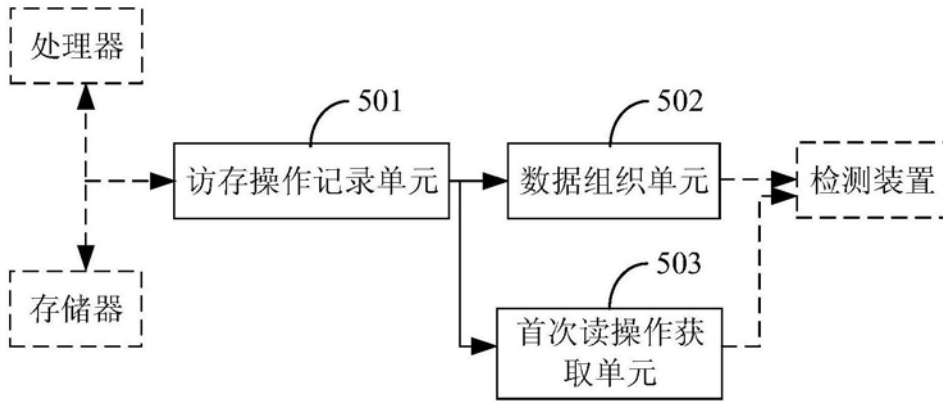 处理器
501
502
访存操作记录单元
数据组织单元
检测装置
存储器
503
首次读操作获
取单元